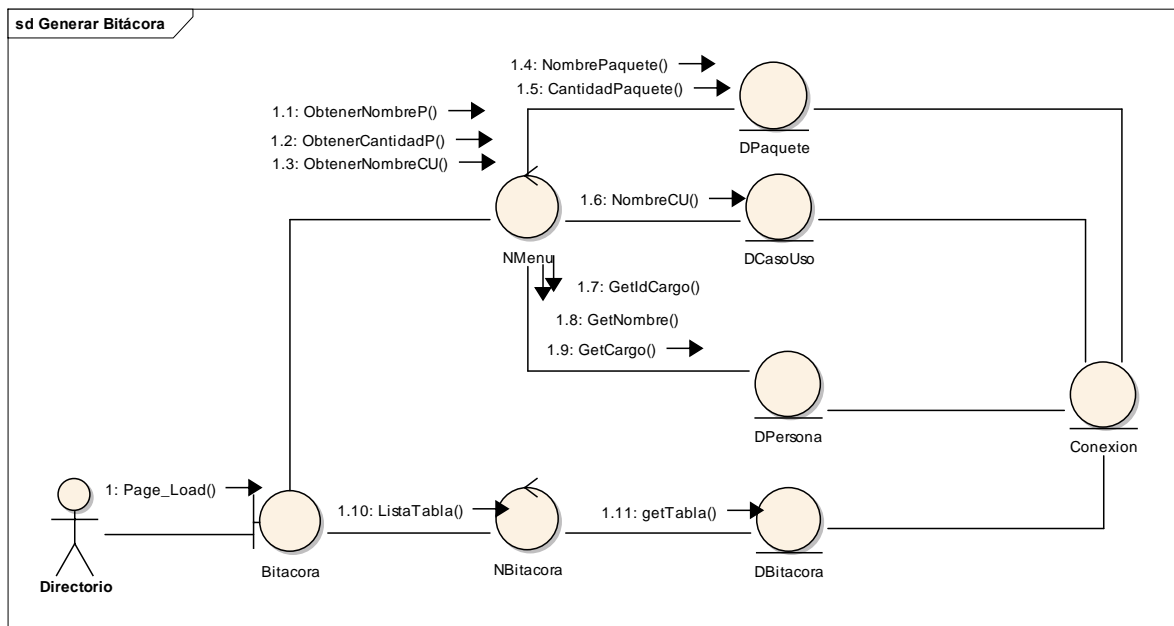 sd Generar Bitácora
1.4: NombrePaquete()
1.5: CantidadPaquete()
1.1: ObtenerNombreP()
1.2: ObtenerCantidadP()
1.3: ObtenerNombreCU()
DPaquete
1.6: NombreCU()
NMenu
DCasoUso
1.7: GetIdCargo()
1.8: GetNombre()
1.9: GetCargo()
DPersona
Conexion
1: Page_Load()
1.10: ListaTabla()
1.11: getTabla()
Bitacora
NBitacora
DBitacora
Directorio